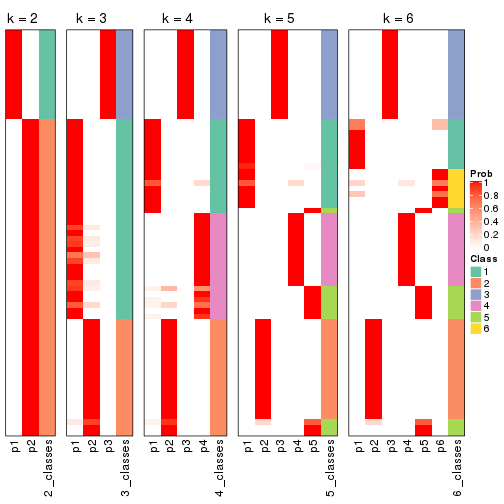 k = 2
k = 3
k = 4
k = 5
k = 6
p1
p2
2_classes
p1
p2
p3
3_classes
p1
p2
p3
p4
4_classes
p1
p2
p3
p4
p5
5_classes
p1
p2
p3
p4
p5
p6
6_classes
Prob
1
0.8
0.6
0.4
0.2
0
Class
1
2
3
4
5
6